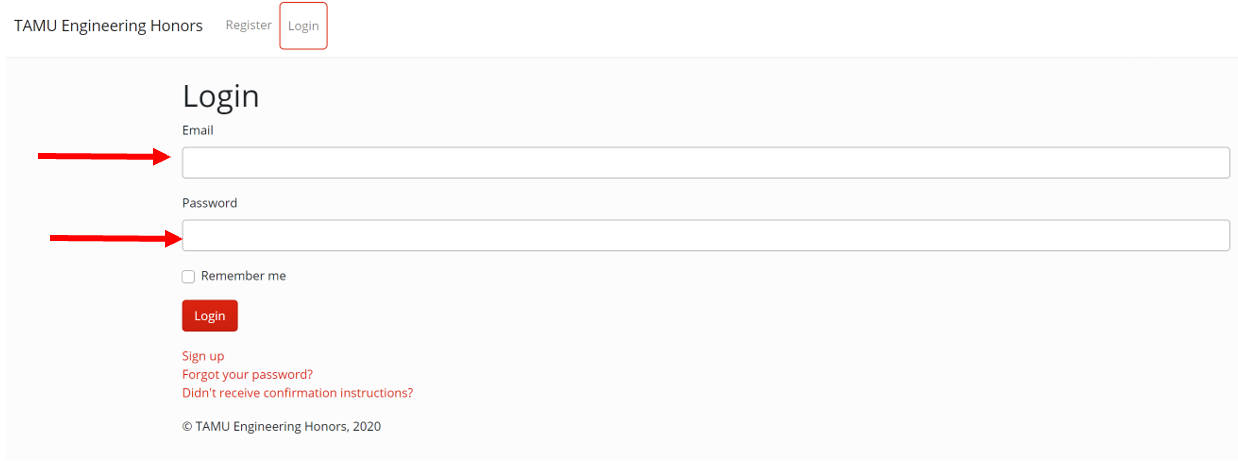 TAMU Engineering Honors Register Login
Login
Email
Password
Remember me
Login
Sign up
Forgot your password?
Didn't receive confirmation instructions?
© TAMU Engineering Honors, 2020